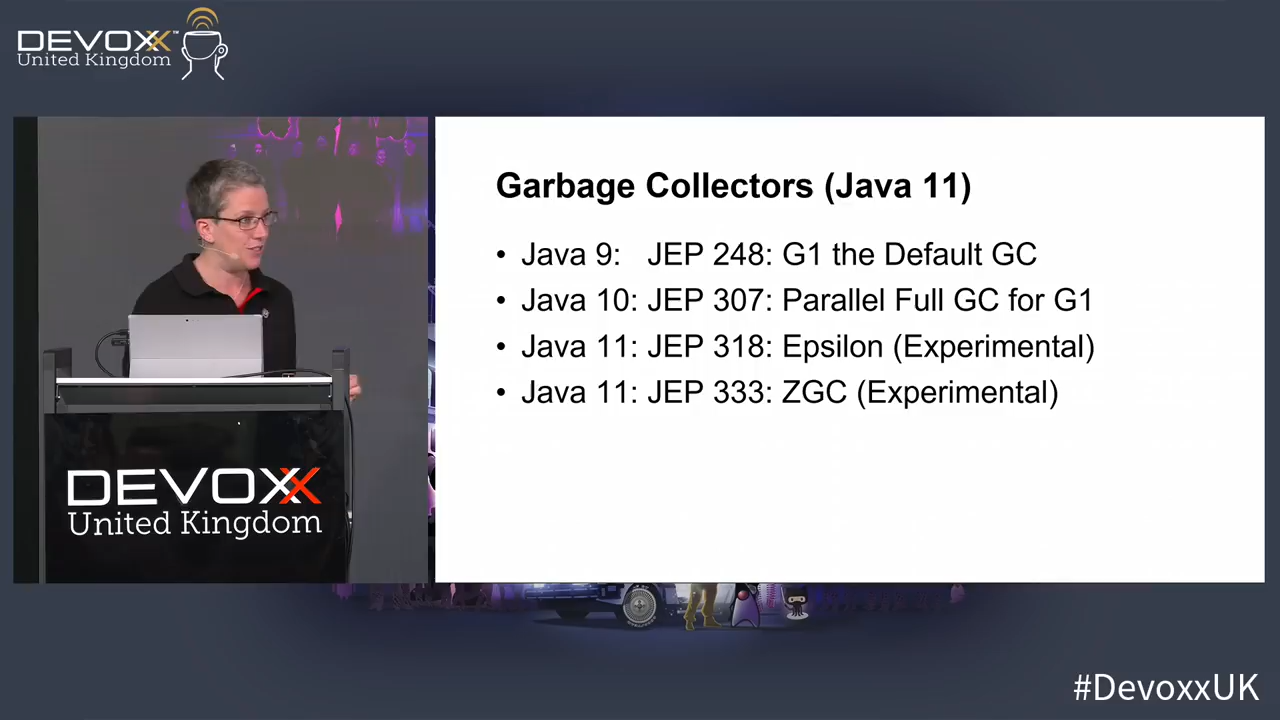 DEVOXX™
United Kingdom
Garbage Collectors (Java 11)
• Java 9: JEP 248: G1 the Default GC
• Java 10: JEP 307: Parallel Full GC for G1
• Java 11: JEP 318: Epsilon (Experimental)
• Java 11: JEP 333: ZGC (Experimental)
DEVOXX
United Kingdom
#DevoxxUK